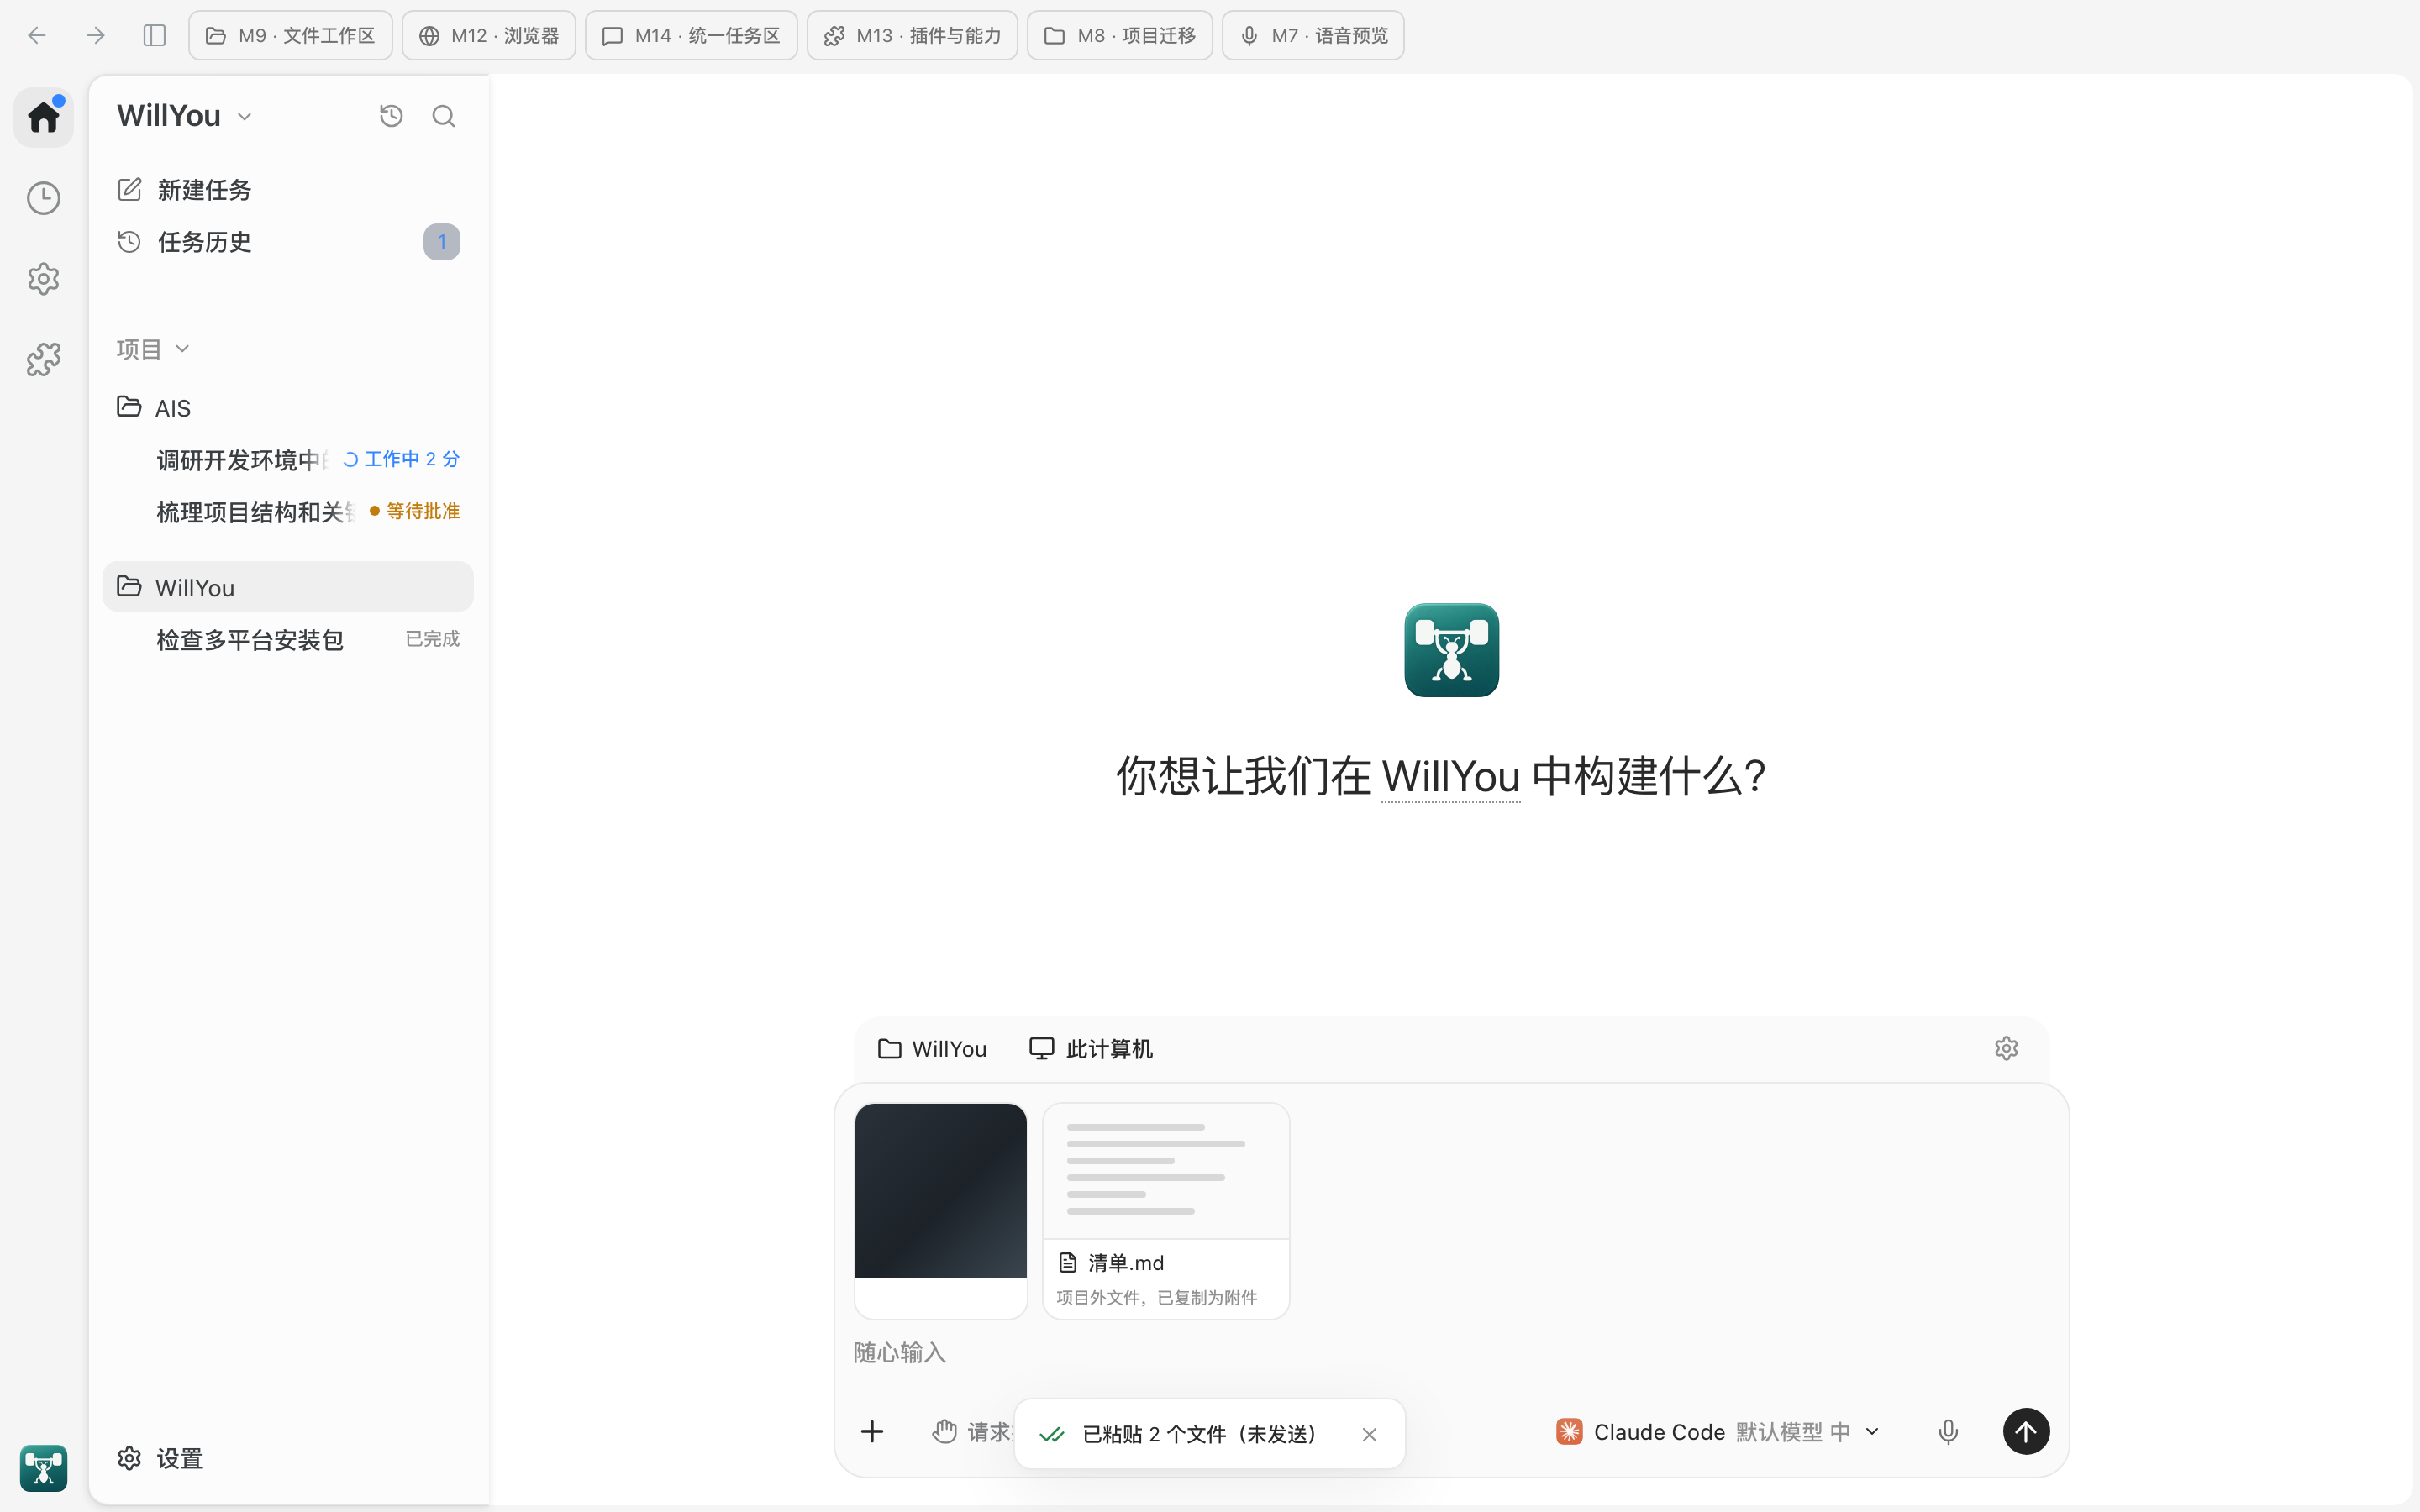 M9 · 文件工作区
M12 · 浏览器
M14 · 统一任务区
M13 · 插件与能力
M8 · 项目迁移
M7 · 语音预览
WillYou
新建任务
任务历史 1
项目
AIS
调研开发环境中 工作中 2 分
梳理项目结构和关 等待批准
WillYou
检查多平台安装包 已完成
设置
你想让我们在 WillYou 中构建什么?
WillYou 此计算机
清单.md
项目外文件，已复制为附件
随心输入
请求
已粘贴 2 个文件（未发送）
Claude Code 默认模型 中